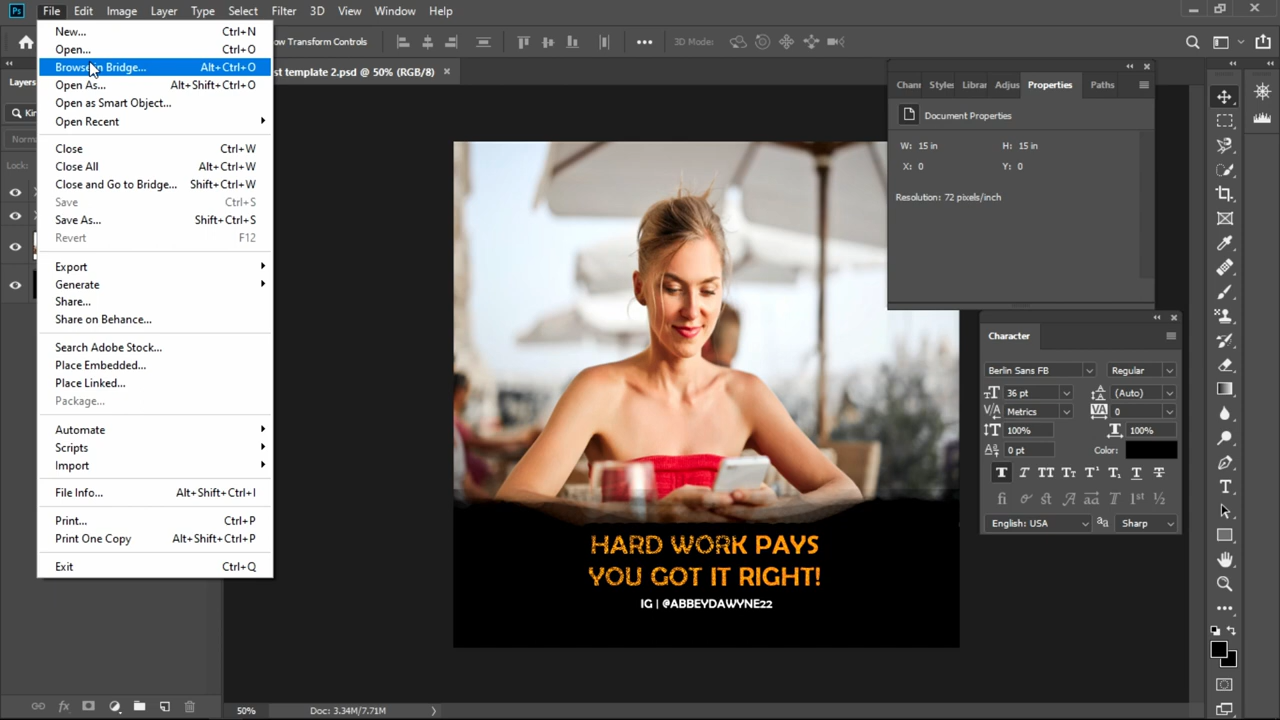 Ps File Edit Image Layer Type Select Filter 3D View Window Help
ow Transform Controls
3D Mode:
st template 2.psd @ 50% (RGB/8) ×
Layers
Norm
Lock:
New... Ctrl+N
Open... Ctrl+O
Browse in Bridge... Alt+Ctrl+O
Open As... Alt+Shift+Ctrl+O
Open as Smart Object...
Open Recent
Close Ctrl+W
Close All Alt+Ctrl+W
Close and Go to Bridge... Shift+Ctrl+W
Save Ctrl+S
Save As... Shift+Ctrl+S
Revert F12
Export
Generate
Share...
Share on Behance...
Search Adobe Stock...
Place Embedded...
Place Linked...
Package...
Automate
Scripts
Import
File Info... Alt+Shift+Ctrl+I
Print... Ctrl+P
Print One Copy Alt+Shift+Ctrl+P
Exit Ctrl+Q
HARD WORK PAYS
YOU GOT IT RIGHT!
IG | @ABBEYDAWYNE22
Chanr Styles Librar Adjus Properties Paths
Document Properties
W: 15 in H: 15 in
X: 0 Y: 0
Resolution: 72 pixels/inch
Character
Berlin Sans FB Regular
36 pt (Auto)
Metrics 0
100% 100%
0 pt Color:
English: USA Sharp
fx
50% Doc: 3.34M/7.71M